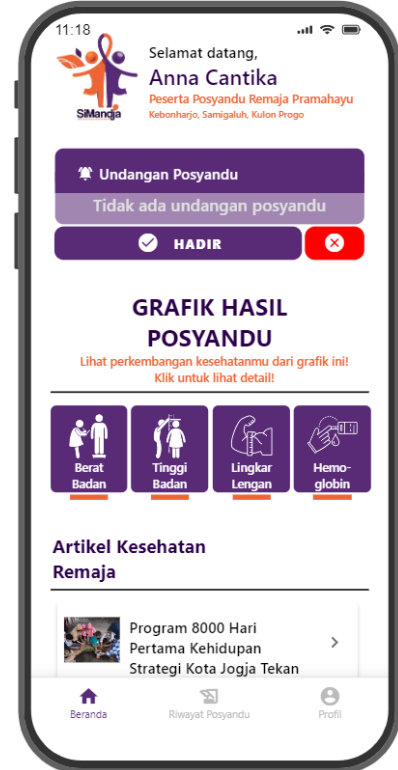 11:18
Selamat datang,
Anna Cantika
Peserta Posyandu Remaja Pramahayu
Kebonharjo, Samigaluh, Kulon Progo
SiMandja
Undangan Posyandu
Tidak ada undangan posyandu
HADIR
GRAFIK HASIL
POSYANDU
Lihat perkembangan kesehatanmu dari grafik ini!
Klik untuk lihat detail!
Berat
Badan
Tinggi
Badan
Lingkar
Lengan
Hemo-
globin
Artikel Kesehatan
Remaja
Program 8000 Hari
Pertama Kehidupan
Strategi Kota Jogja Tekan
Beranda
Riwayat Posyandu
Profil